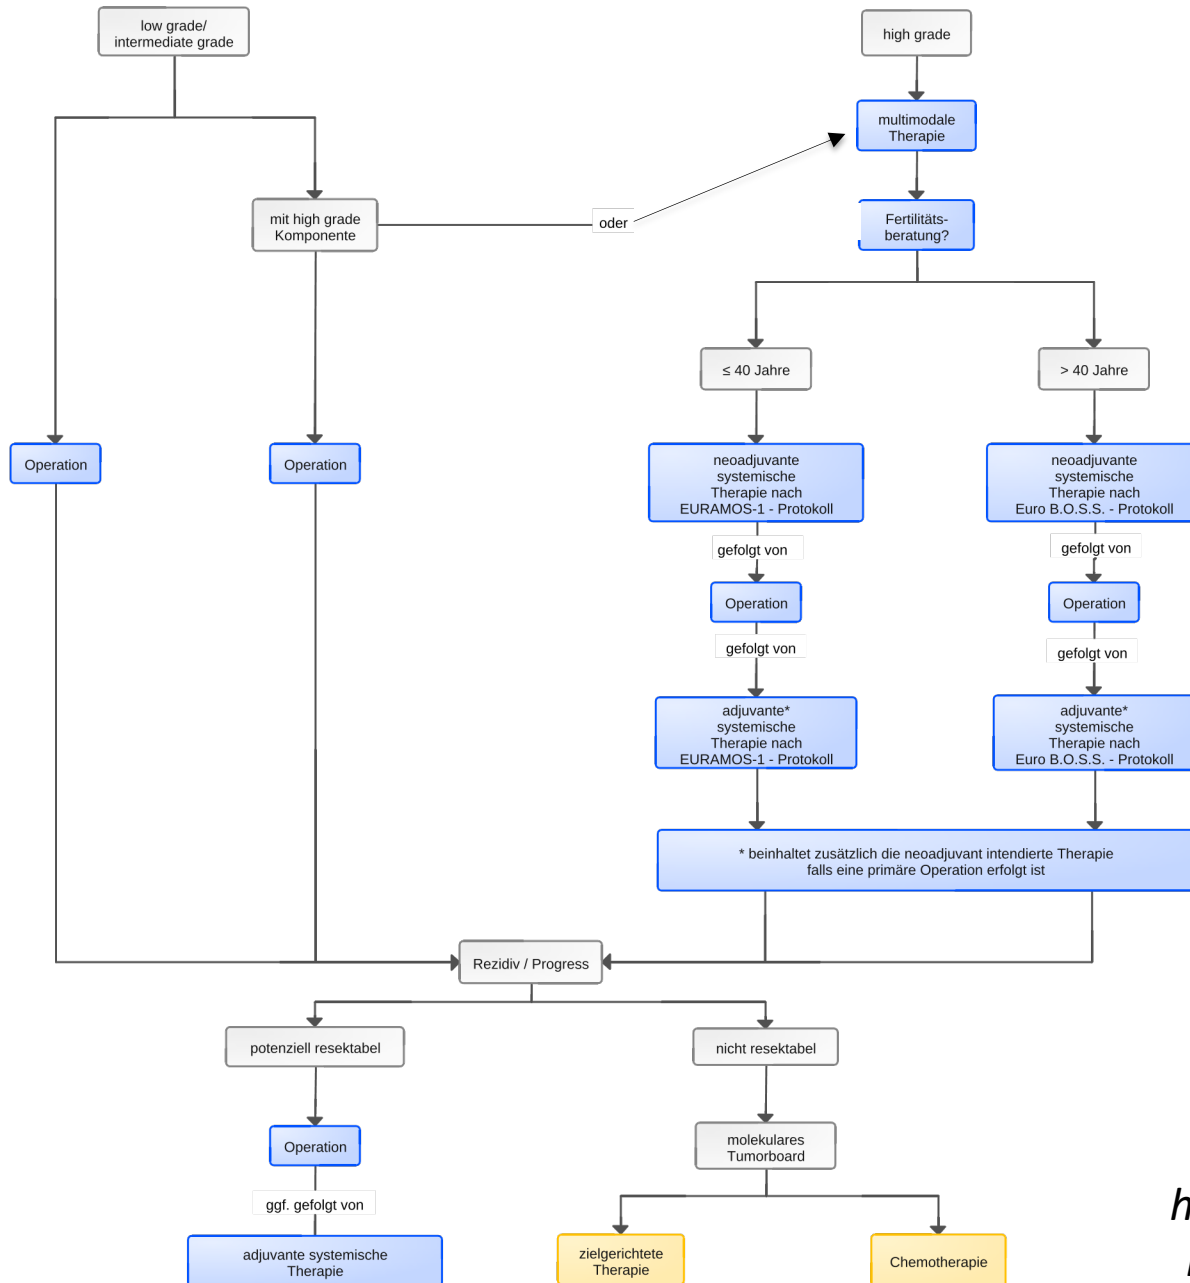 low grade/
intermediate grade
high grade
multimodale
Therapie
mit high grade
Komponente
oder
Fertilitäts-
beratung?
≤ 40 Jahre
> 40 Jahre
Operation
Operation
neoadjuvante
systemische
Therapie nach
EURAMOS-1 - Protokoll
neoadjuvante
systemische
Therapie nach
Euro B.O.S.S. - Protokoll
gefolgt von
gefolgt von
Operation
Operation
gefolgt von
gefolgt von
adjuvante*
systemische
Therapie nach
EURAMOS-1 - Protokoll
adjuvante*
systemische
Therapie nach
Euro B.O.S.S. - Protokoll
* beinhaltet zusätzlich die neoadjuvant intendierte Therapie
falls eine primäre Operation erfolgt ist
Rezidiv / Progress
potenziell resektabel
nicht resektabel
Operation
molekulares
Tumorboard
ggf. gefolgt von
adjuvante systemische
Therapie
zielgerichtete
Therapie
Chemotherapie
h